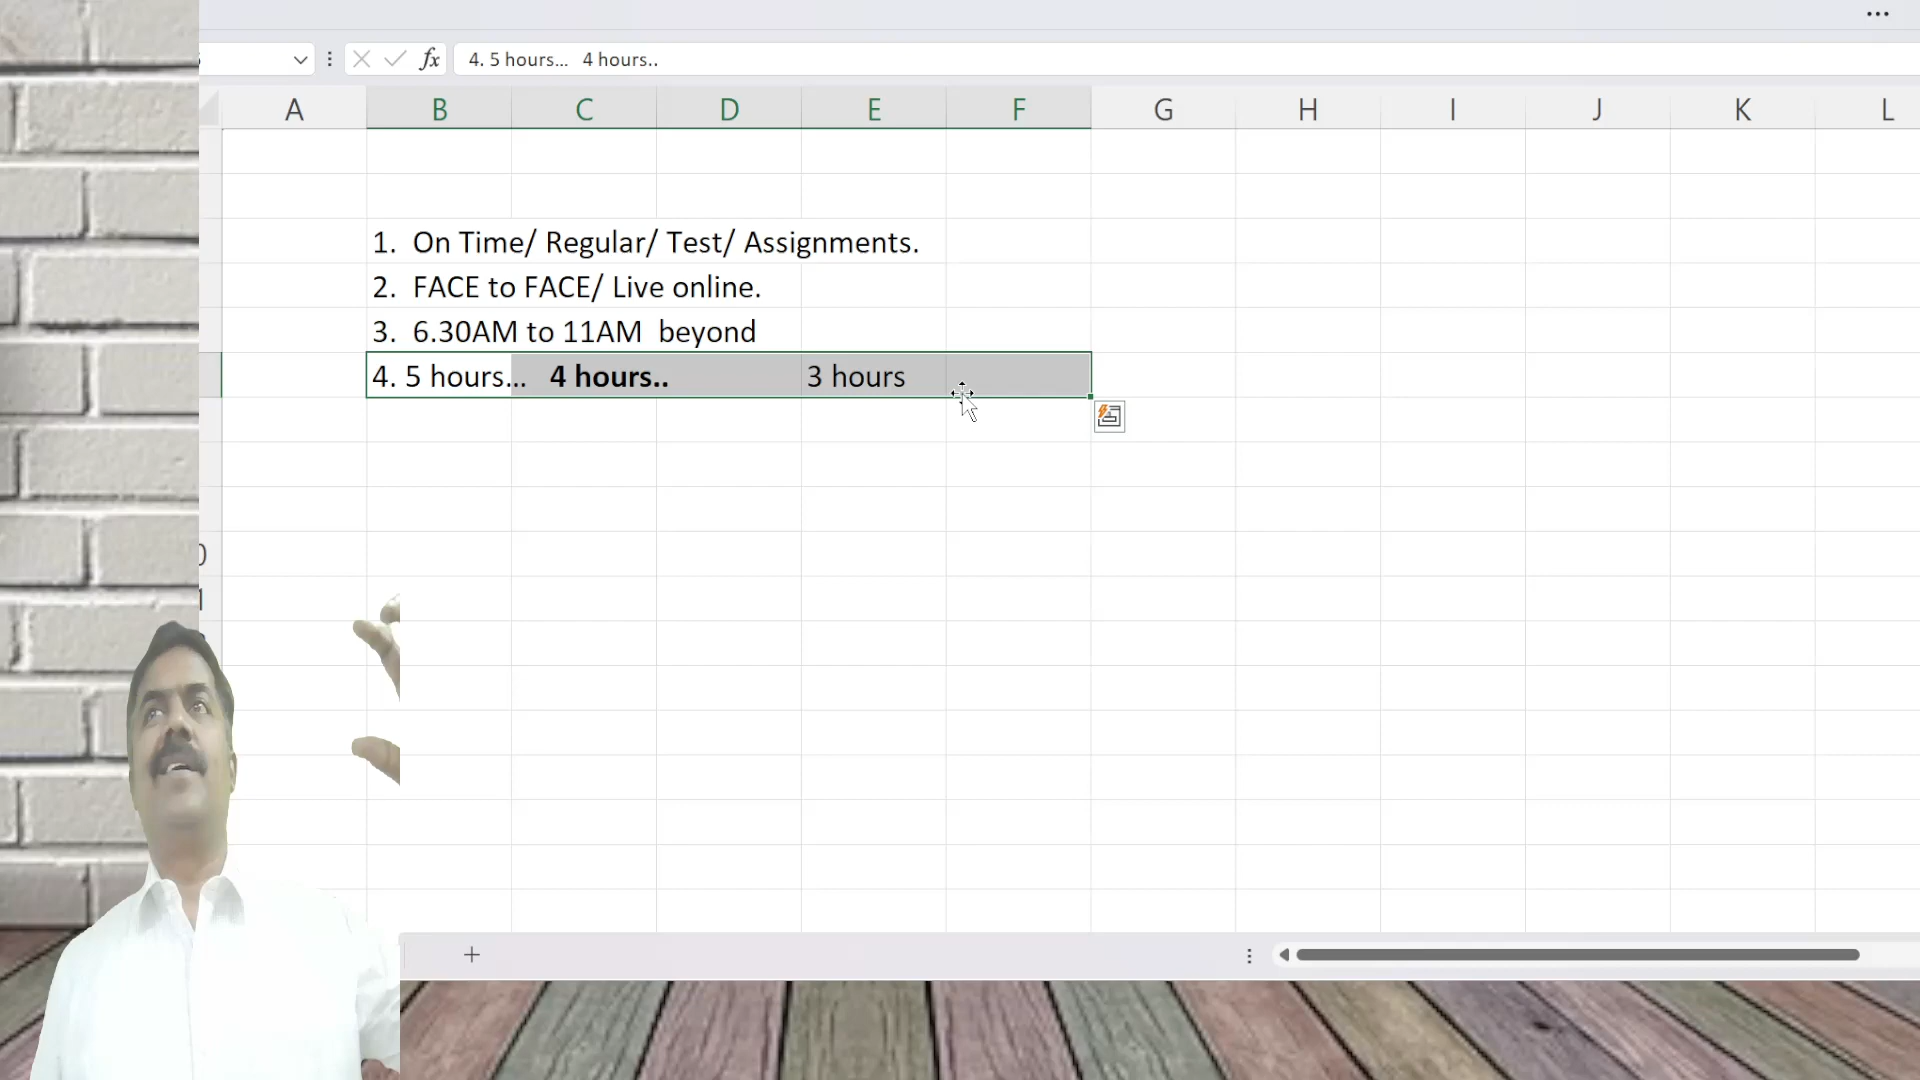 4. 5 hours...   4 hours..
A B C D E F G H I J K L
1.  On Time/ Regular/ Test/ Assignments.
2.  FACE to FACE/ Live online.
3.  6.30AM to 11AM  beyond
4. 5 hours...   4 hours..   3 hours